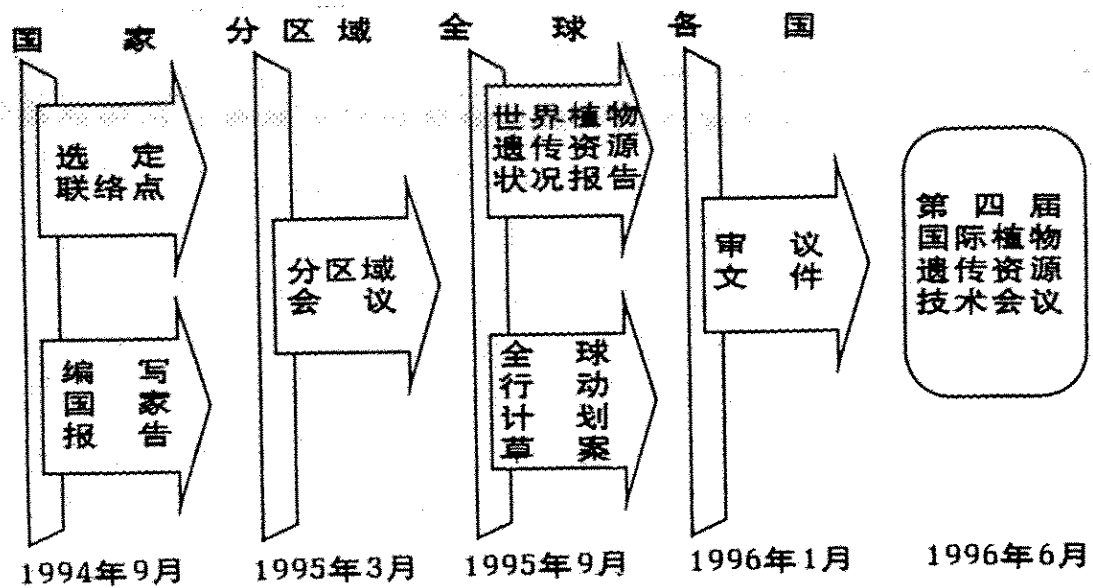 国家 分区域 全球 各国
选定
联络点
编写
国家
报告
分区域
会议
世界植物
遗传资源
状况报告
全球
行动
计划
草案
审议
文件
第四届
国际植物
遗传资源
技术会议
1994年9月 1995年3月 1995年9月 1996年1月 1996年6月